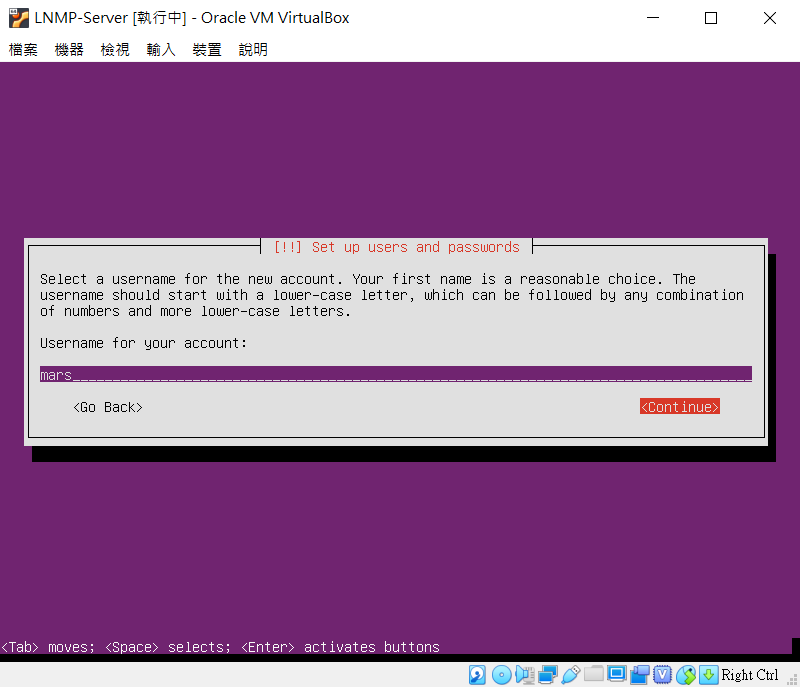 LNMP-Server [執行中] - Oracle VM VirtualBox
檔案 機器 檢視 輸入 裝置 說明
[!!] Set up users and passwords
Select a username for the new account. Your first name is a reasonable choice. The
username should start with a lower-case letter, which can be followed by any combination
of numbers and more lower-case letters.
Username for your account:
mars
<Go Back> <Continue>
<Tab> moves; <Space> selects; <Enter> activates buttons
Right Ctrl